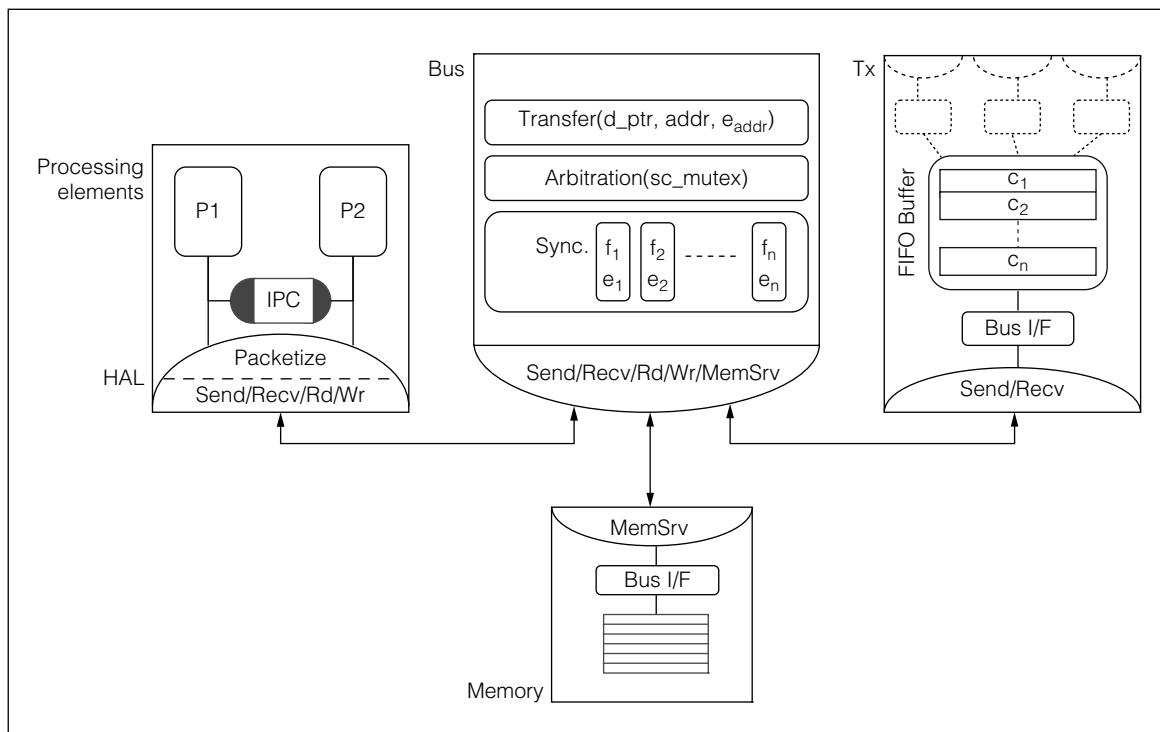 Processing
elements
P1
P2
IPC
HAL
Packetize
Send/Recv/Rd/Wr
Bus
Transfer(d_ptr, addr, e_addr)
Arbitration(sc_mutex)
Sync.
f1
e1
f2
e2
fn
en
Send/Recv/Rd/Wr/MemSrv
Tx
FIFO Buffer
c1
c2
cn
Bus I/F
Send/Recv
MemSrv
Bus I/F
Memory